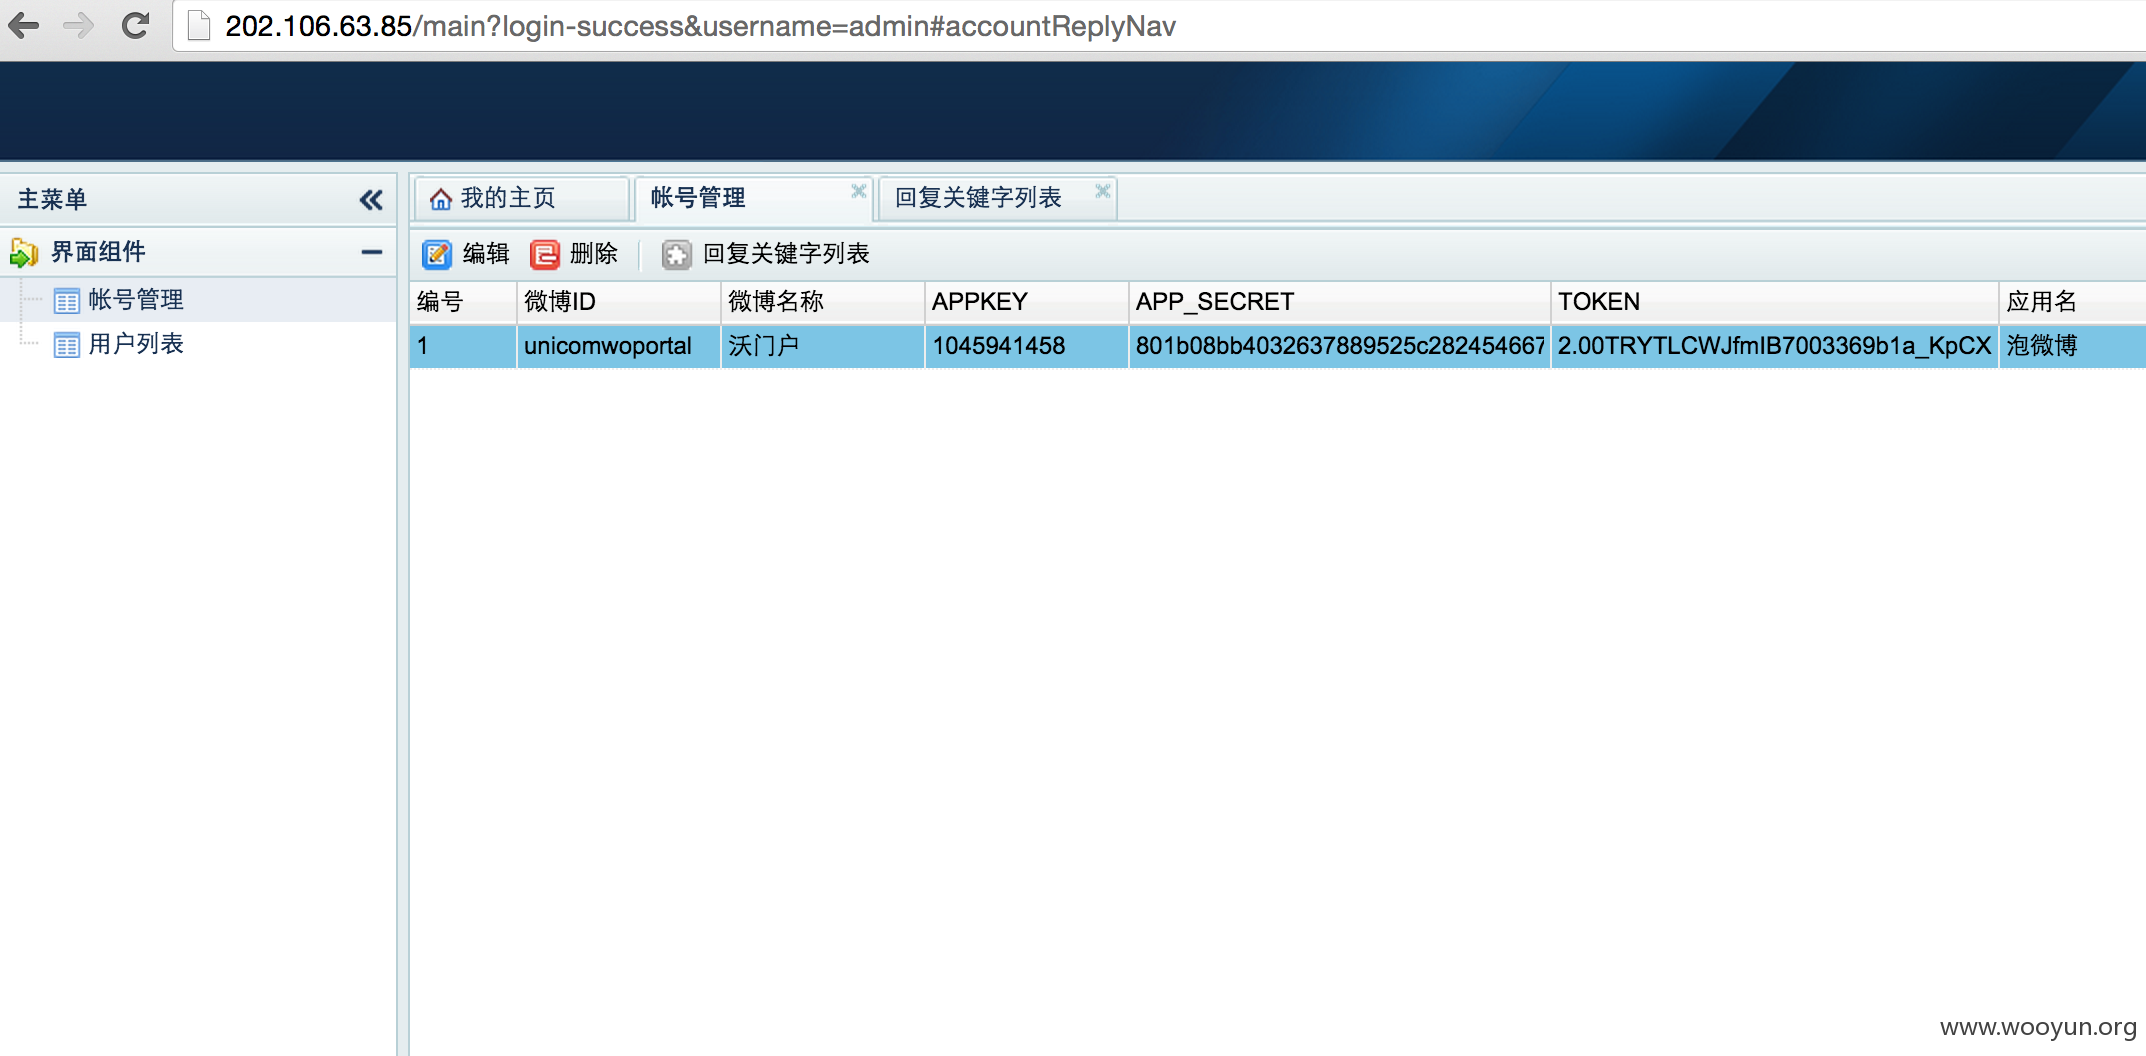 202.106.63.85/main?login-success&username=admin#accountReplyNav
主菜单
界面组件
帐号管理
用户列表
我的主页 帐号管理 回复关键字列表
编辑 删除 回复关键字列表
编号 微博ID 微博名称 APPKEY APP_SECRET TOKEN 应用名
1 unicomwoportal 沃门户 1045941458 801b08bb4032637889525c282454667 2.00TRYTLCWJfmIB7003369b1a_KpCX 泡微博
www.wooyun.org